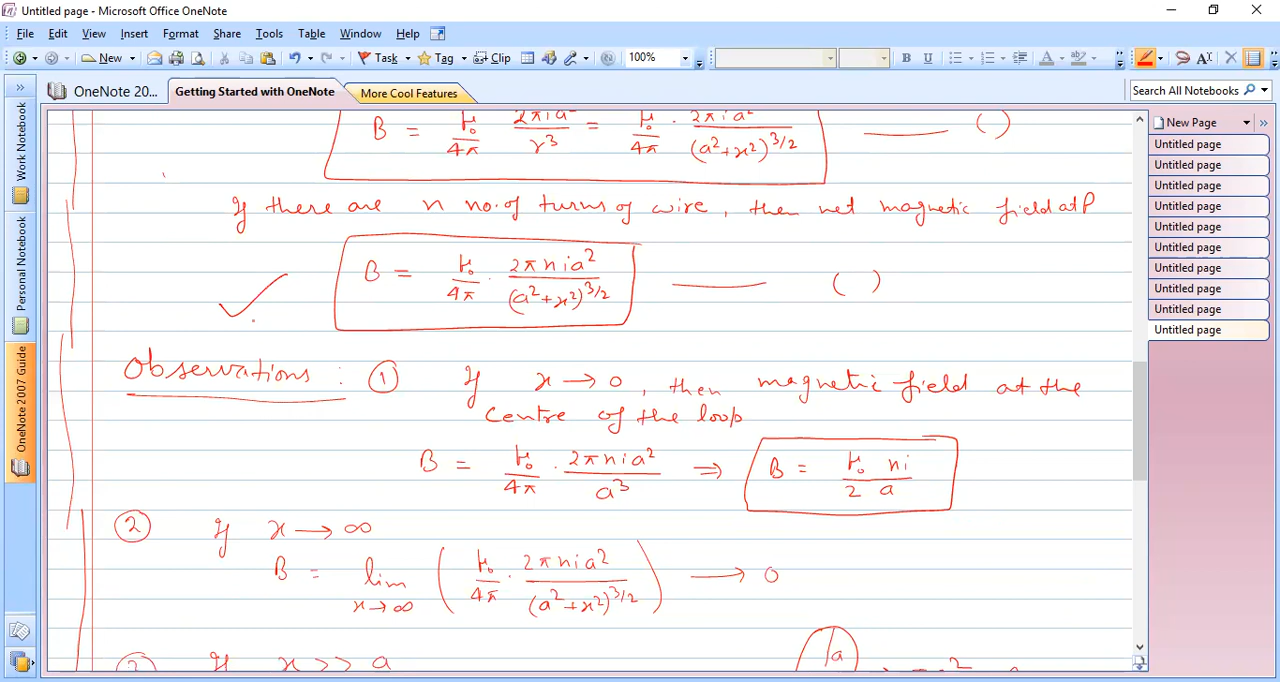 Untitled page - Microsoft Office OneNote
File Edit View Insert Format Share Tools Table Window Help
New Task Tag Clip 100% B U A
OneNote 20... Getting Started with OneNote More Cool Features Search All Notebooks
New Page
Untitled page
Untitled page
Untitled page
Untitled page
Untitled page
Untitled page
Untitled page
Untitled page
Untitled page
Untitled page
Work Notebook
Personal Notebook
OneNote 2007 Guide
B = μ₀/4π 2πia²/r³ = μ₀/4π · 2πia²/(a²+x²)^3/2 —— ( )
If there are n no. of turns of wire, then net magnetic field at P
B = μ₀/4π · 2πnia²/(a²+x²)^3/2 —— ( )
Observations : ① If x → 0, then magnetic field at the
centre of the loop
B = μ₀/4π · 2πnia²/a³ ⇒ B = μ₀/2 ni/a
② If x → ∞
B = lim x→∞ ( μ₀/4π · 2πnia²/(a²+x²)^3/2 ) → 0
③ If x >> a
a